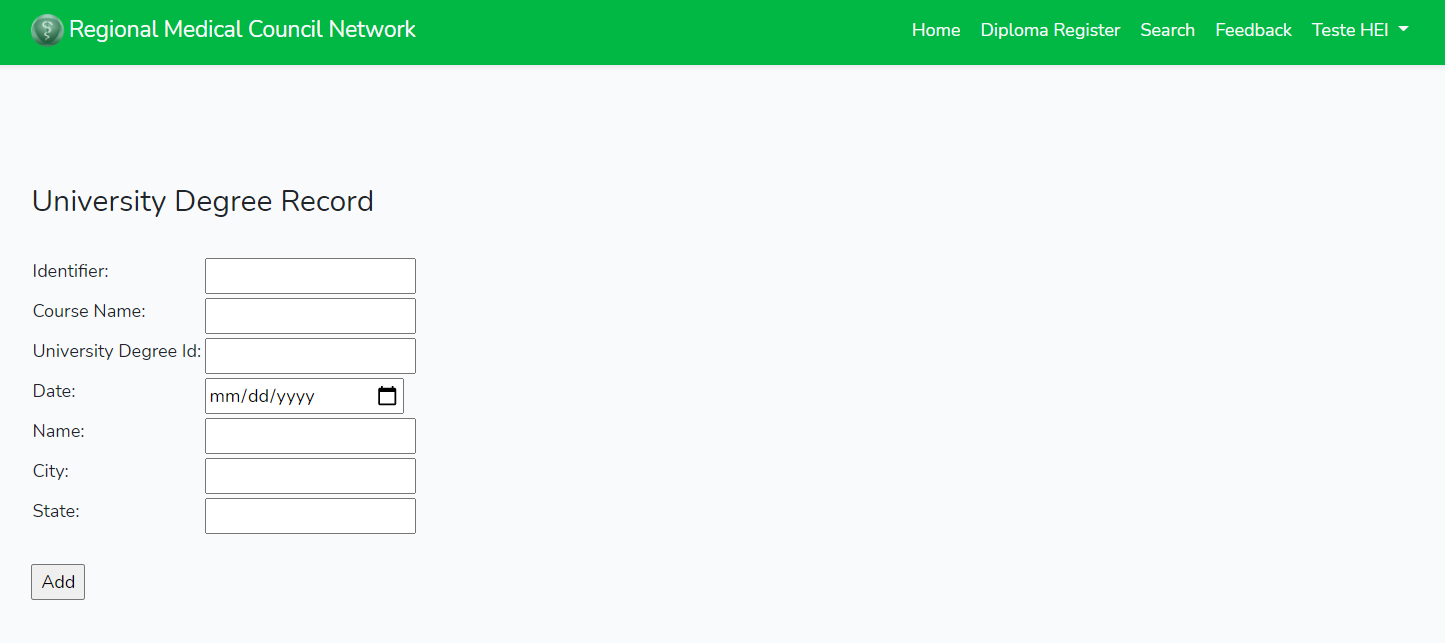 Regional Medical Council Network Home Diploma Register Search Feedback Teste HEI
University Degree Record
Identifier:
Course Name:
University Degree Id:
Date: mm/dd/yyyy
Name:
City:
State:
Add